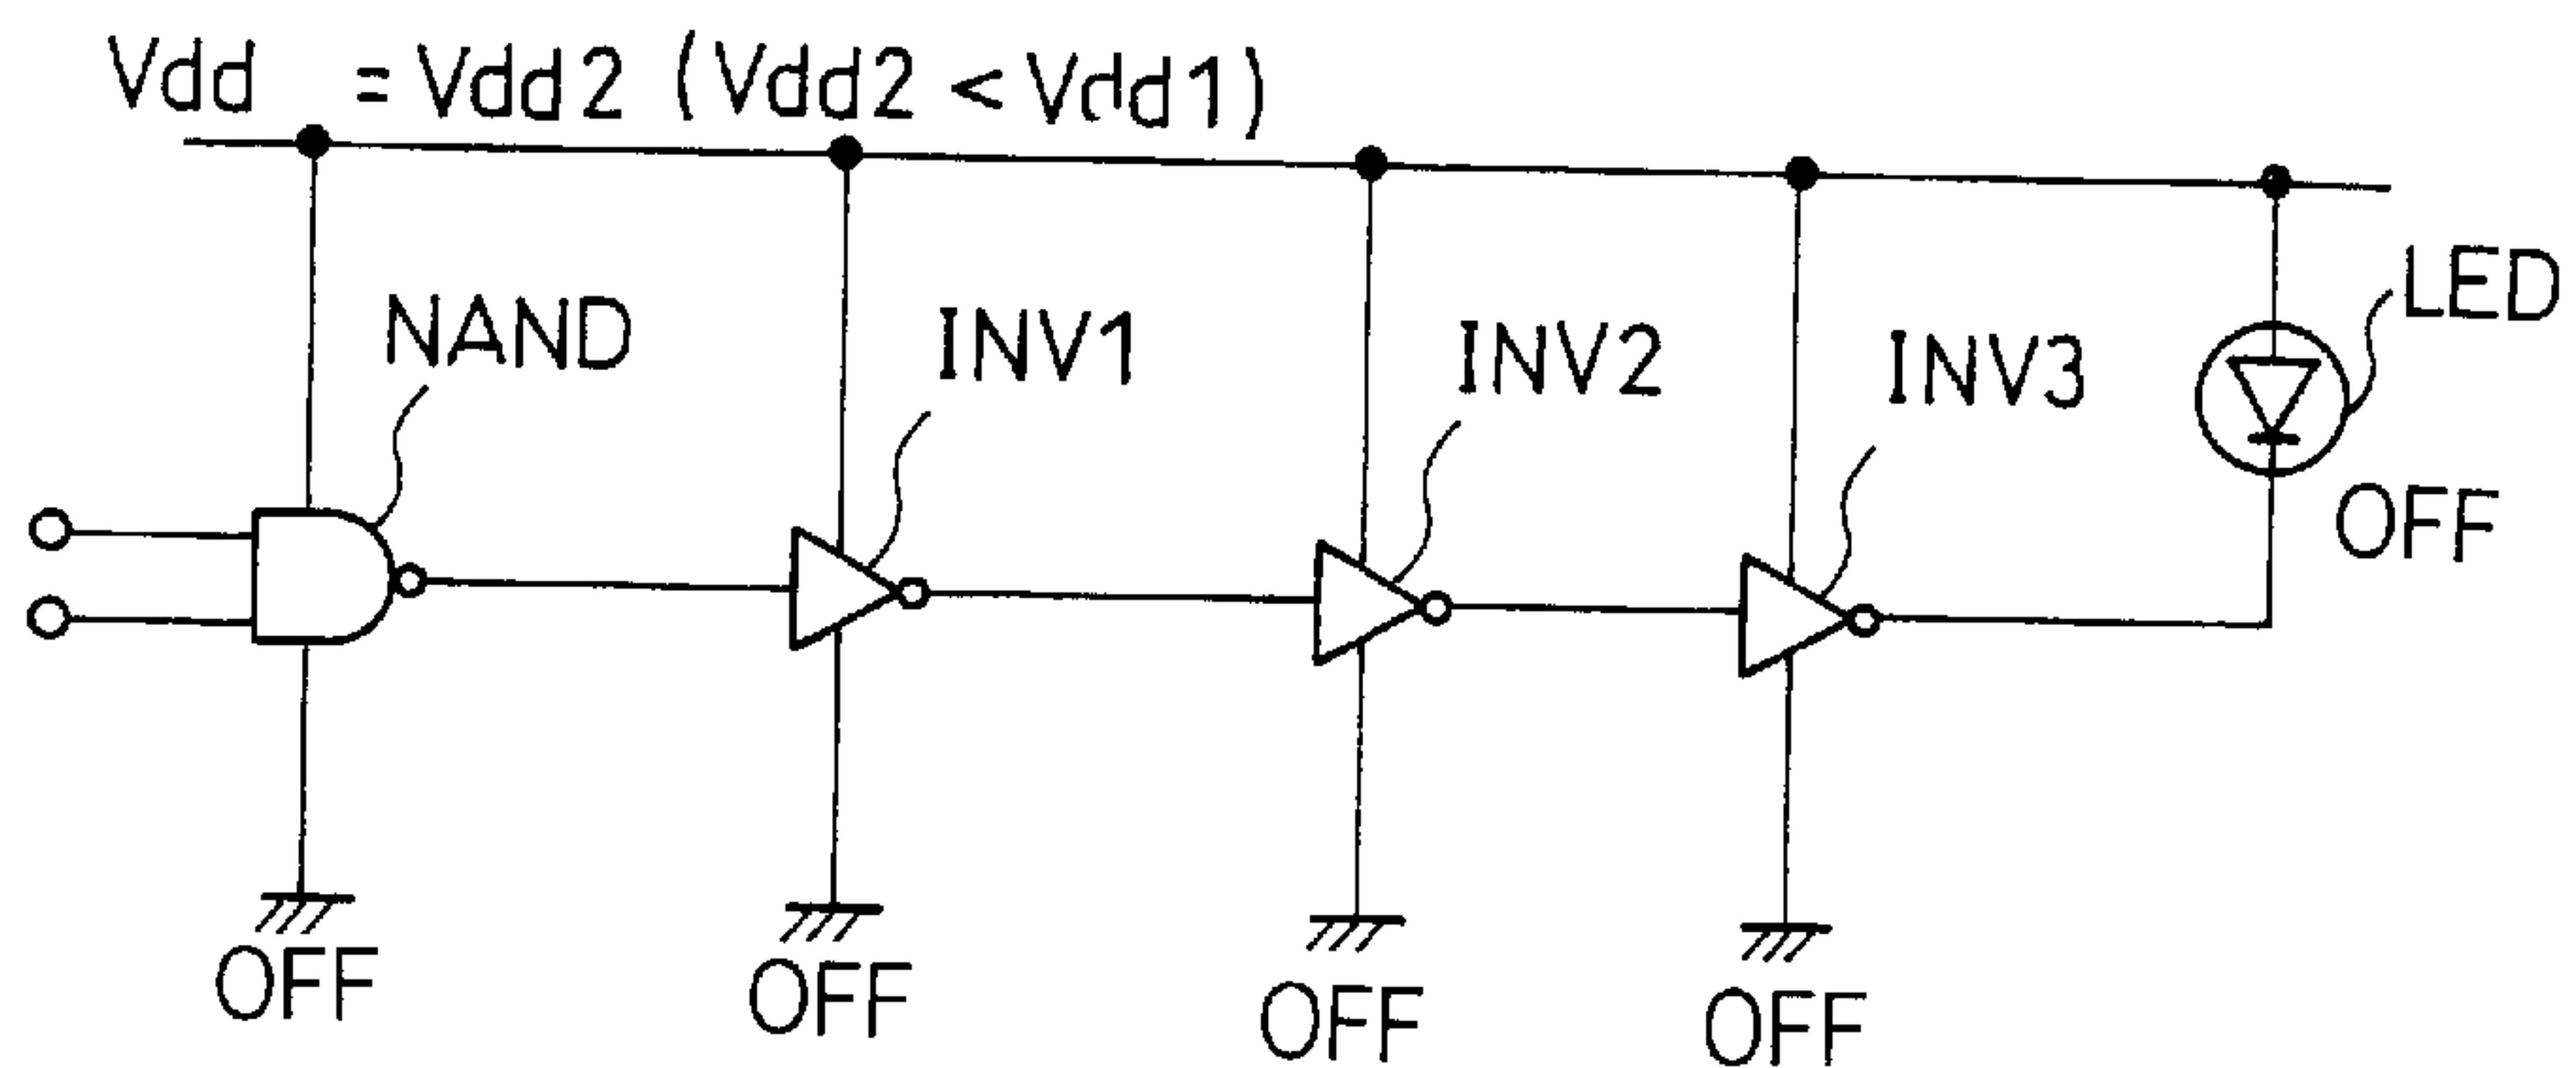 Vdd = Vdd2 (Vdd2 < Vdd1)
LED
NAND
INV1
INV2
INV3
OFF
OFF
OFF
OFF
OFF